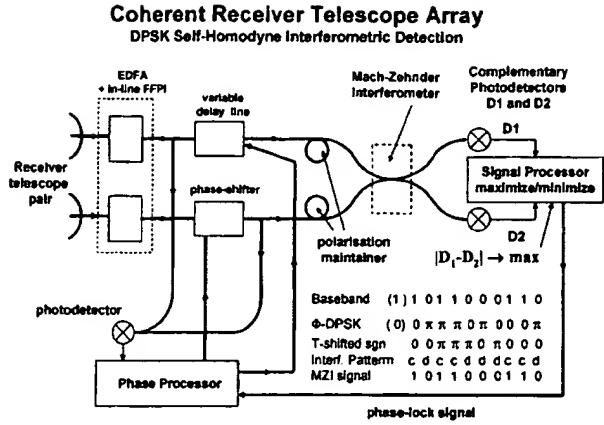 Coherent Receiver Telescope Array
DPSK Self-Homodyne Interferometric Detection
EDFA
+ in-line FFPI
variable
delay line
Mach-Zehnder
Interferometer
Complementary
Photodetectors
D1 and D2
D1
Receiver
telescope
pair
phase-shifter
Signal Processor
maximize/minimize
polarisation
maintainer
D2
|D₁-D₂| → max
photodetector
Baseband (1) 1 0 1 1 0 0 0 1 1 0
Φ-DPSK (0) 0 π π π 0 π 0 0 0 π
T-shifted sgn 0 0 π π π 0 π 0 0 0
Interf. Pattern c d c c d d d c c d
MZI signal 1 0 1 1 0 0 0 1 1 0
Phase Processor
phase-lock signal